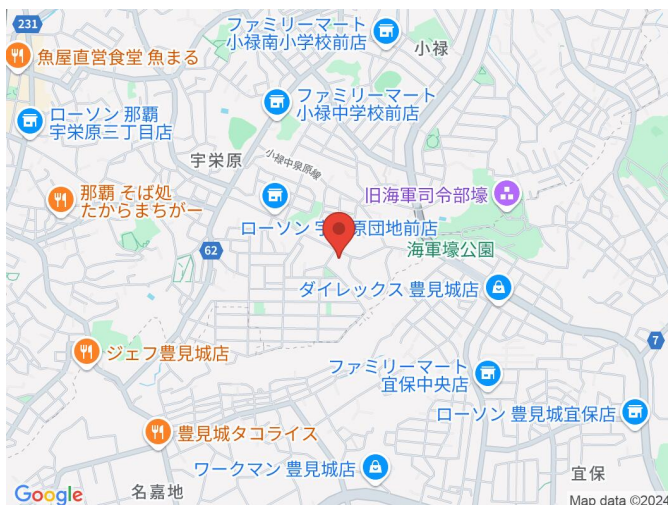 231
ファミリーマート
小禄南小学校前店
小禄
魚屋直営食堂 魚まる
ファミリーマート
小禄中学校前店
ローソン 那覇
宇栄原三丁目店
宇栄原
小禄中泉原線
旧海軍司令部壕
那覇 そば処
たからまちがー
ローソン 宇
原団地前店
海軍壕公園
62
ダイレックス 豊見城店
7
ジェフ豊見城店
ファミリーマート
宜保中央店
ローソン 豊見城宜保店
豊見城タコライス
ワークマン 豊見城店
宜保
名嘉地
Google
Map data ©2024